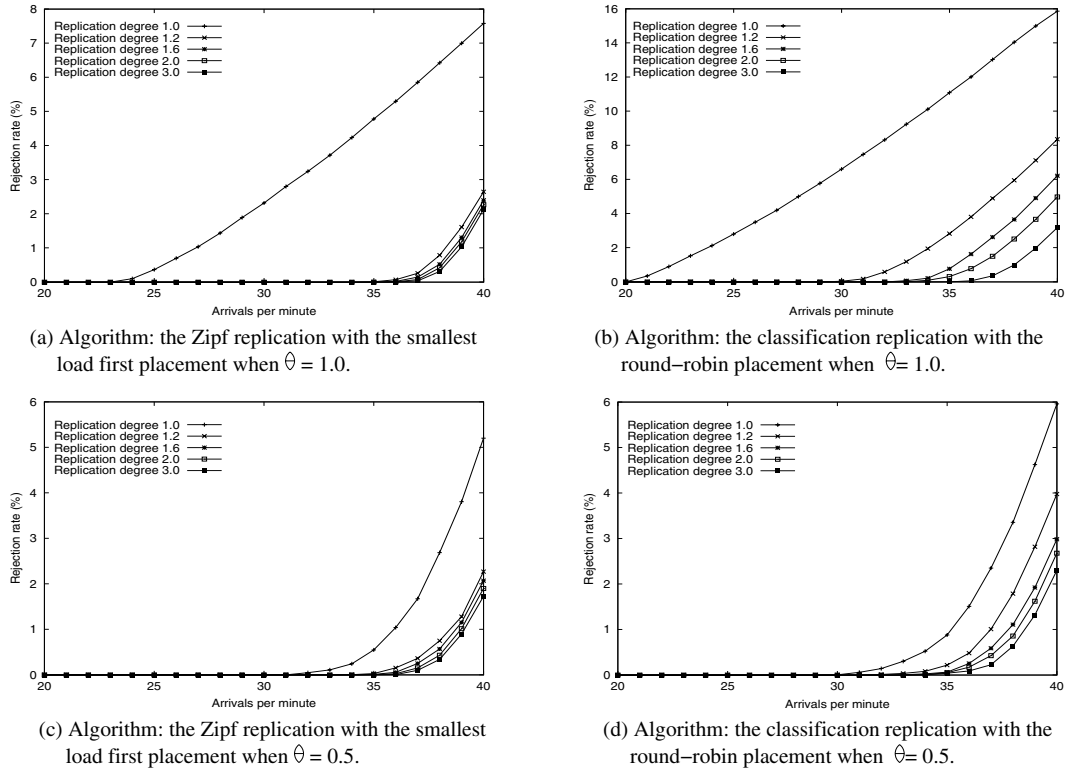 8
7
6
5
4
3
2
1
0
Rejection rate (%)
Replication degree 1.0
Replication degree 1.2
Replication degree 1.6
Replication degree 2.0
Replication degree 3.0
20 25 30 35 40
Arrivals per minute
(a) Algorithm: the Zipf replication with the smallest
load first placement when θ = 1.0.
16
14
12
10
8
6
4
2
0
Rejection rate (%)
Replication degree 1.0
Replication degree 1.2
Replication degree 1.6
Replication degree 2.0
Replication degree 3.0
20 25 30 35 40
Arrivals per minute
(b) Algorithm: the classification replication with the
round−robin placement when θ= 1.0.
6
5
4
3
2
1
0
Rejection rate (%)
Replication degree 1.0
Replication degree 1.2
Replication degree 1.6
Replication degree 2.0
Replication degree 3.0
20 25 30 35 40
Arrivals per minute
(c) Algorithm: the Zipf replication with the smallest
load first placement when θ = 0.5.
6
5
4
3
2
1
0
Rejection rate (%)
Replication degree 1.0
Replication degree 1.2
Replication degree 1.6
Replication degree 2.0
Replication degree 3.0
20 25 30 35 40
Arrivals per minute
(d) Algorithm: the classification replication with the
round−robin placement when θ= 0.5.